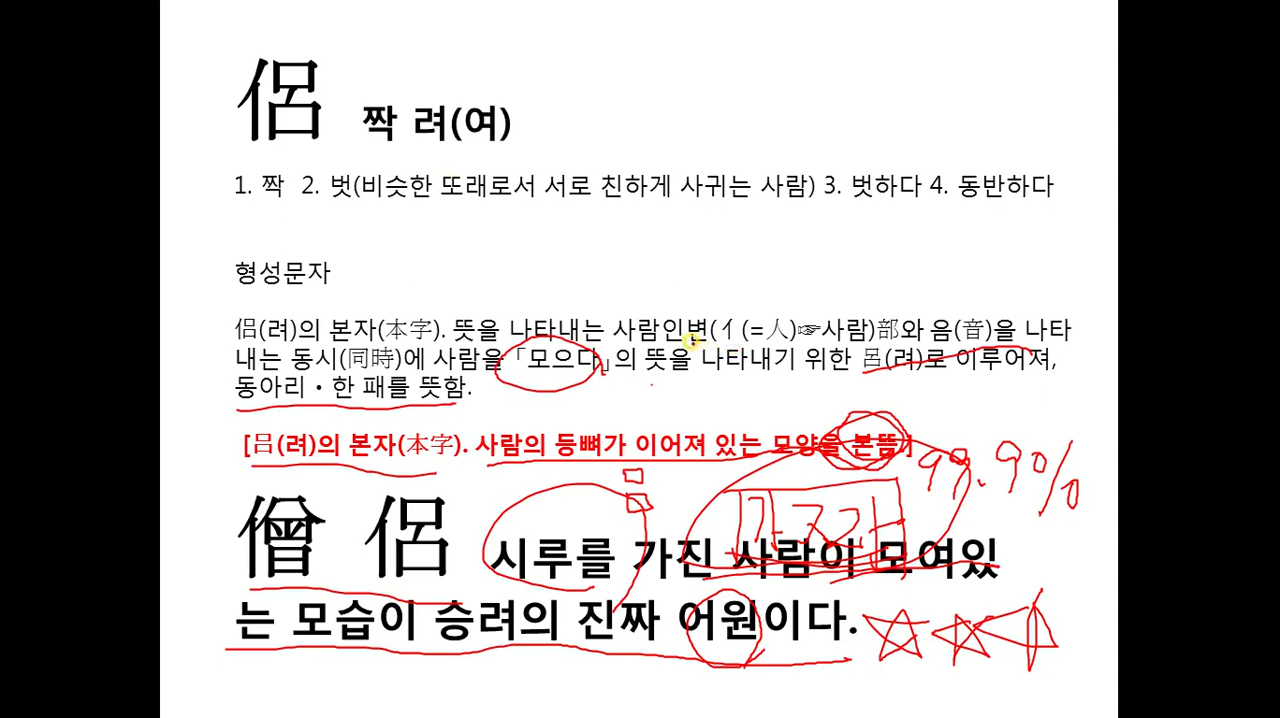 侶 짝 려(여)
1. 짝 2. 벗(비슷한 또래로서 서로 친하게 사귀는 사람) 3. 벗하다 4. 동반하다
형성문자
侶(려)의 본자(本字). 뜻을 나타내는 사람인변(亻(=人)☞사람)部와 음(音)을 나타
내는 동시(同時)에 사람을 「모으다」의 뜻을 나타내기 위한 呂(려)로 이루어져,
동아리・한 패를 뜻함.
[吕(려)의 본자(本字). 사람의 등뼈가 이어져 있는 모양을 본뜸.]
99.90%
僧 侶 시루를 가진 사람이 모여있
는 모습이 승려의 진짜 어원이다.